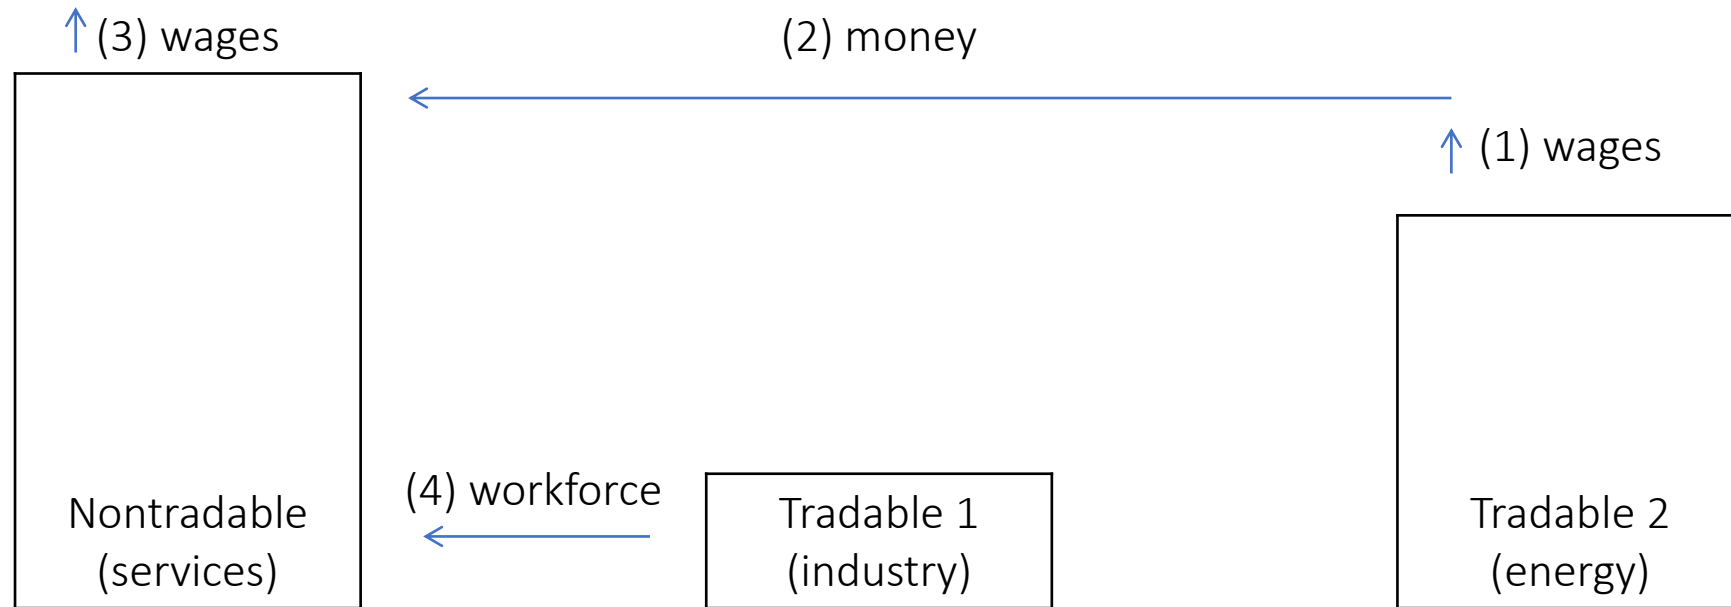 (3) wages
(2) money
(1) wages
(4) workforce
Nontradable
(services)
Tradable 1
(industry)
Tradable 2
(energy)